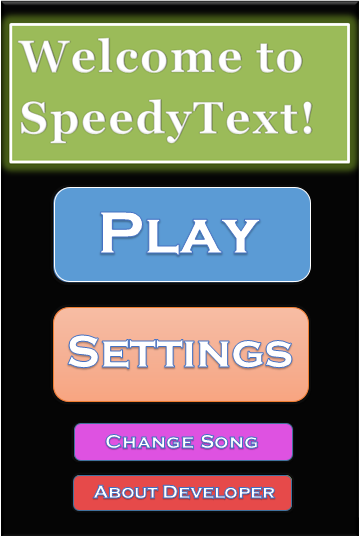 Welcome to
SpeedyText!
Play
Settings
Change Song
About Developer